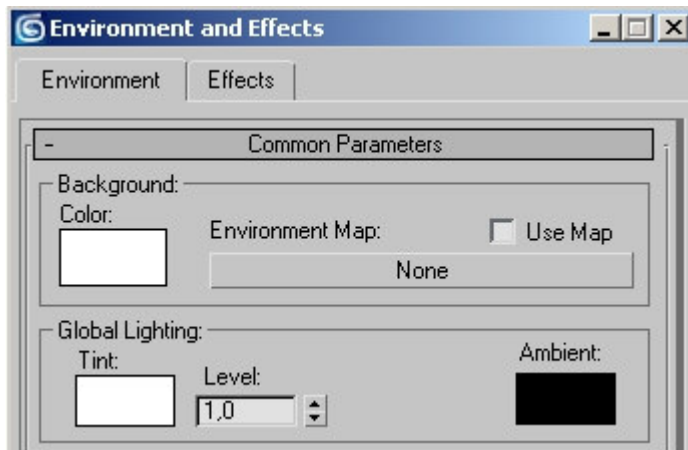 Environment and Effects
Environment Effects
- Common Parameters
Background:
Color:
Environment Map: Use Map
None
Global Lighting:
Tint:
Level:
Ambient:
1,0